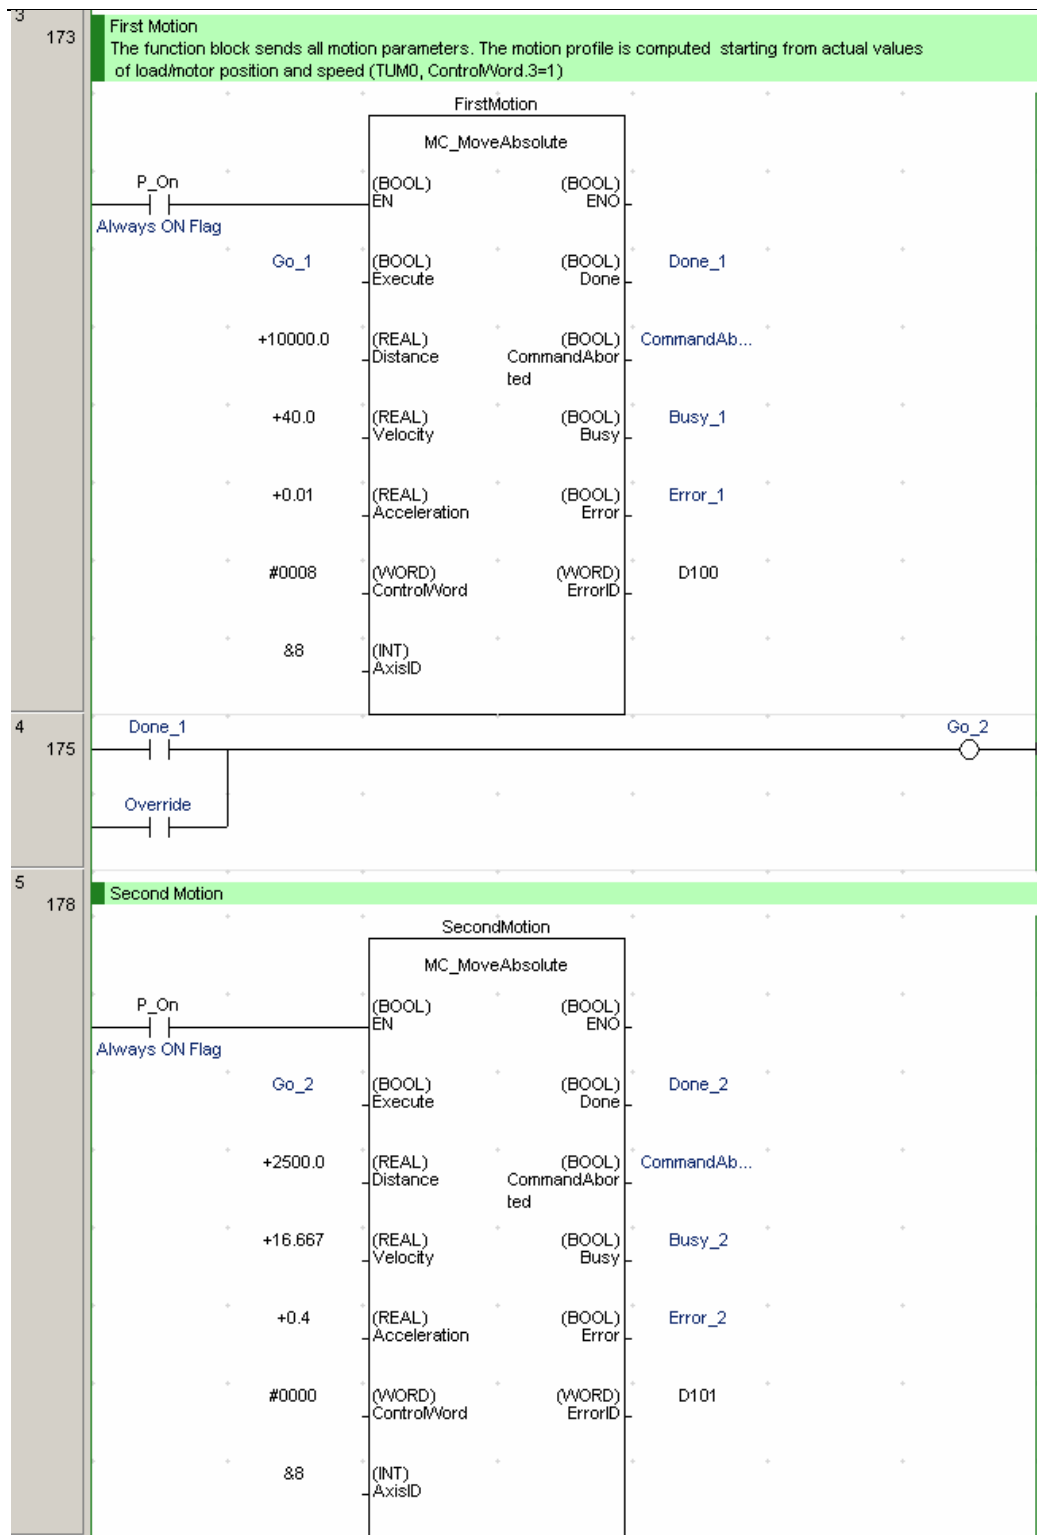 3
173
First Motion
The function block sends all motion parameters. The motion profile is computed starting from actual values
of load/motor position and speed (TUM0, ControlWord.3=1)
FirstMotion
MC_MoveAbsolute
P_On
(BOOL) (BOOL)
EN ENO
Always ON Flag
Go_1 (BOOL) (BOOL) Done_1
Execute Done
+10000.0 (REAL) (BOOL) CommandAb...
Distance CommandAbor
ted
+40.0 (REAL) (BOOL) Busy_1
Velocity Busy
+0.01 (REAL) (BOOL) Error_1
Acceleration Error
#0008 (WORD) (WORD) D100
ControlWord ErrorID
&8 (INT)
AxisID
4
175
Done_1 Go_2
Override
5
178
Second Motion
SecondMotion
MC_MoveAbsolute
P_On
(BOOL) (BOOL)
EN ENO
Always ON Flag
Go_2 (BOOL) (BOOL) Done_2
Execute Done
+2500.0 (REAL) (BOOL) CommandAb...
Distance CommandAbor
ted
+16.667 (REAL) (BOOL) Busy_2
Velocity Busy
+0.4 (REAL) (BOOL) Error_2
Acceleration Error
#0000 (WORD) (WORD) D101
ControlWord ErrorID
&8 (INT)
AxisID